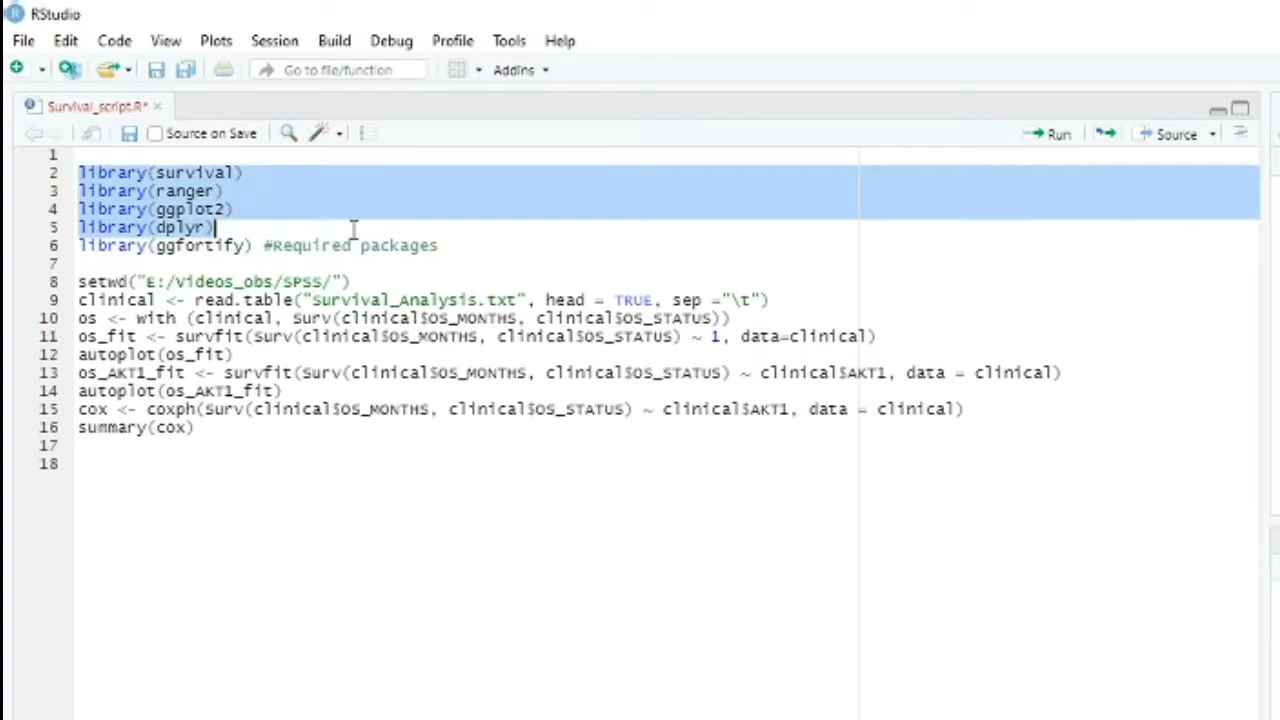 RStudio
File Edit Code View Plots Session Build Debug Profile Tools Help
Go to file/function Addins
Survival_script.R*
Source on Save Run Source
1
2 library(survival)
3 library(ranger)
4 library(ggplot2)
5 library(dplyr)
6 library(ggfortify) #Required packages
7
8 setwd("E:/Videos_obs/SPSS/")
9 clinical <- read.table("Survival_Analysis.txt", head = TRUE, sep ="\t")
10 os <- with (clinical, Surv(clinical$OS_MONTHS, clinical$OS_STATUS))
11 os_fit <- survfit(Surv(clinical$OS_MONTHS, clinical$OS_STATUS) ~ 1, data=clinical)
12 autoplot(os_fit)
13 os_AKT1_fit <- survfit(Surv(clinical$OS_MONTHS, clinical$OS_STATUS) ~ clinical$AKT1, data = clinical)
14 autoplot(os_AKT1_fit)
15 cox <- coxph(Surv(clinical$OS_MONTHS, clinical$OS_STATUS) ~ clinical$AKT1, data = clinical)
16 summary(cox)
17
18